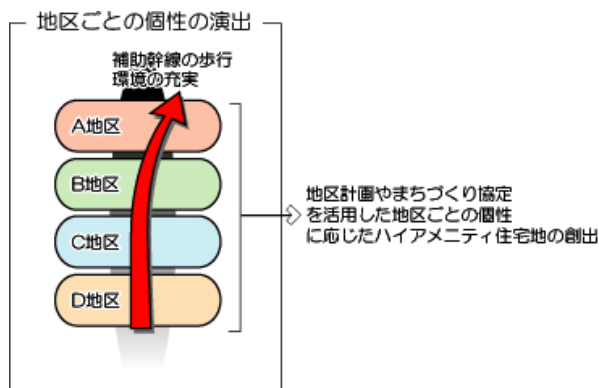 地区ごとの個性の演出
補助幹線の歩行
環境の充実
A地区
B地区
C地区
D地区
地区計画やまちづくり協定
を活用した地区ごとの個性
に応じたハイアメニティ住宅地の創出